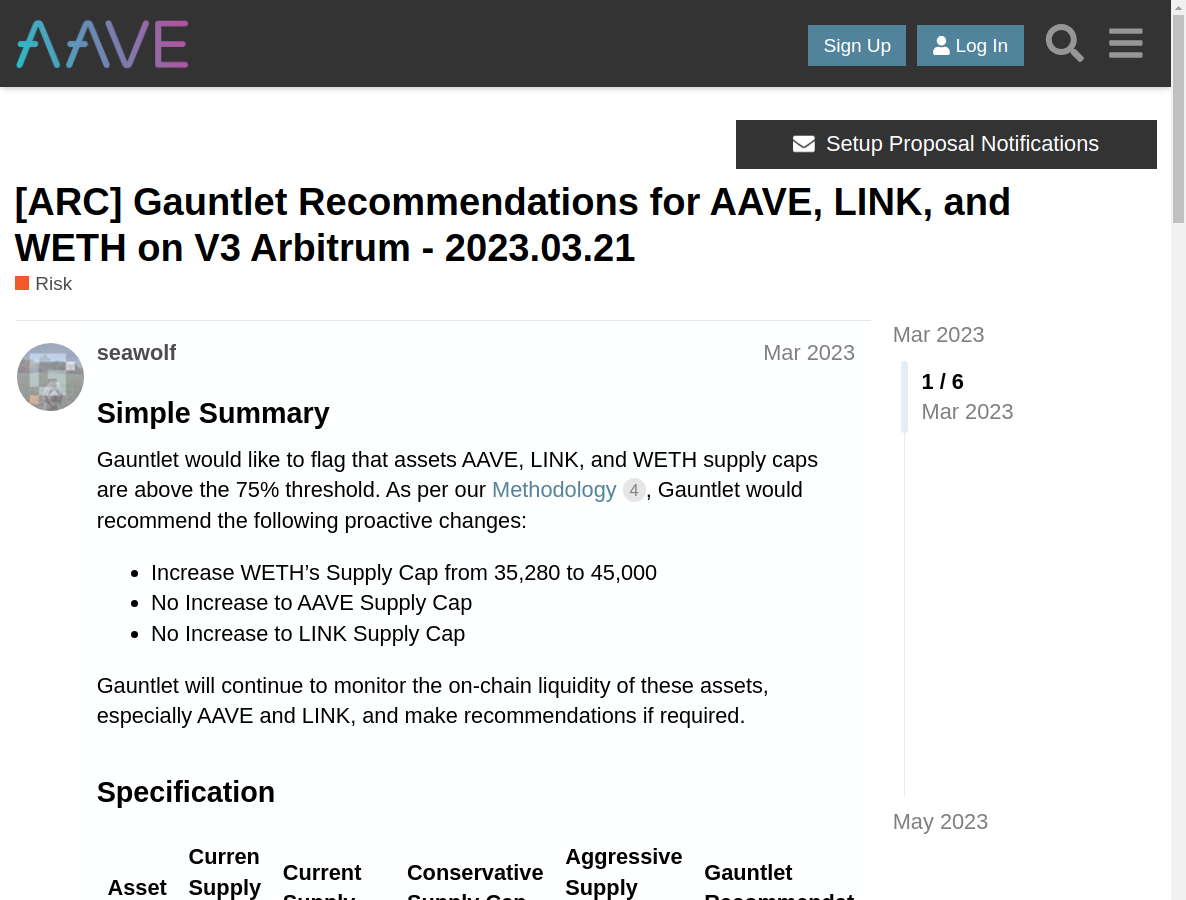 AAVE
Sign Up
Log In
Setup Proposal Notifications
[ARC] Gauntlet Recommendations for AAVE, LINK, and
WETH on V3 Arbitrum - 2023.03.21
Risk
seawolf
Mar 2023
Mar 2023
1 / 6
Mar 2023
Simple Summary
Gauntlet would like to flag that assets AAVE, LINK, and WETH supply caps
are above the 75% threshold. As per our Methodology 4, Gauntlet would
recommend the following proactive changes:
• Increase WETH’s Supply Cap from 35,280 to 45,000
• No Increase to AAVE Supply Cap
• No Increase to LINK Supply Cap
Gauntlet will continue to monitor the on-chain liquidity of these assets,
especially AAVE and LINK, and make recommendations if required.
Specification
May 2023
Asset
Curren
Supply
Current
Supply
Conservative
Supply Cap
Aggressive
Supply
Gauntlet
Recommendat